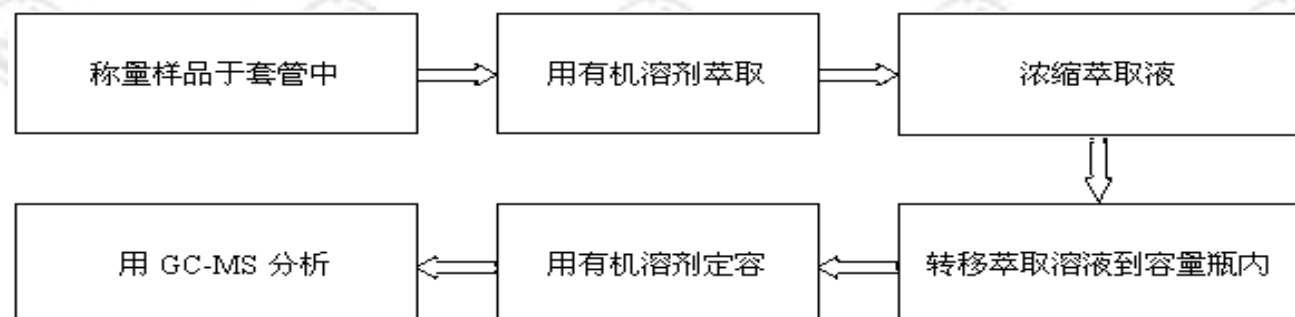 称量样品于套管中
用有机溶剂萃取
浓缩萃取液
转移萃取溶液到容量瓶内
用有机溶剂定容
用 GC-MS 分析